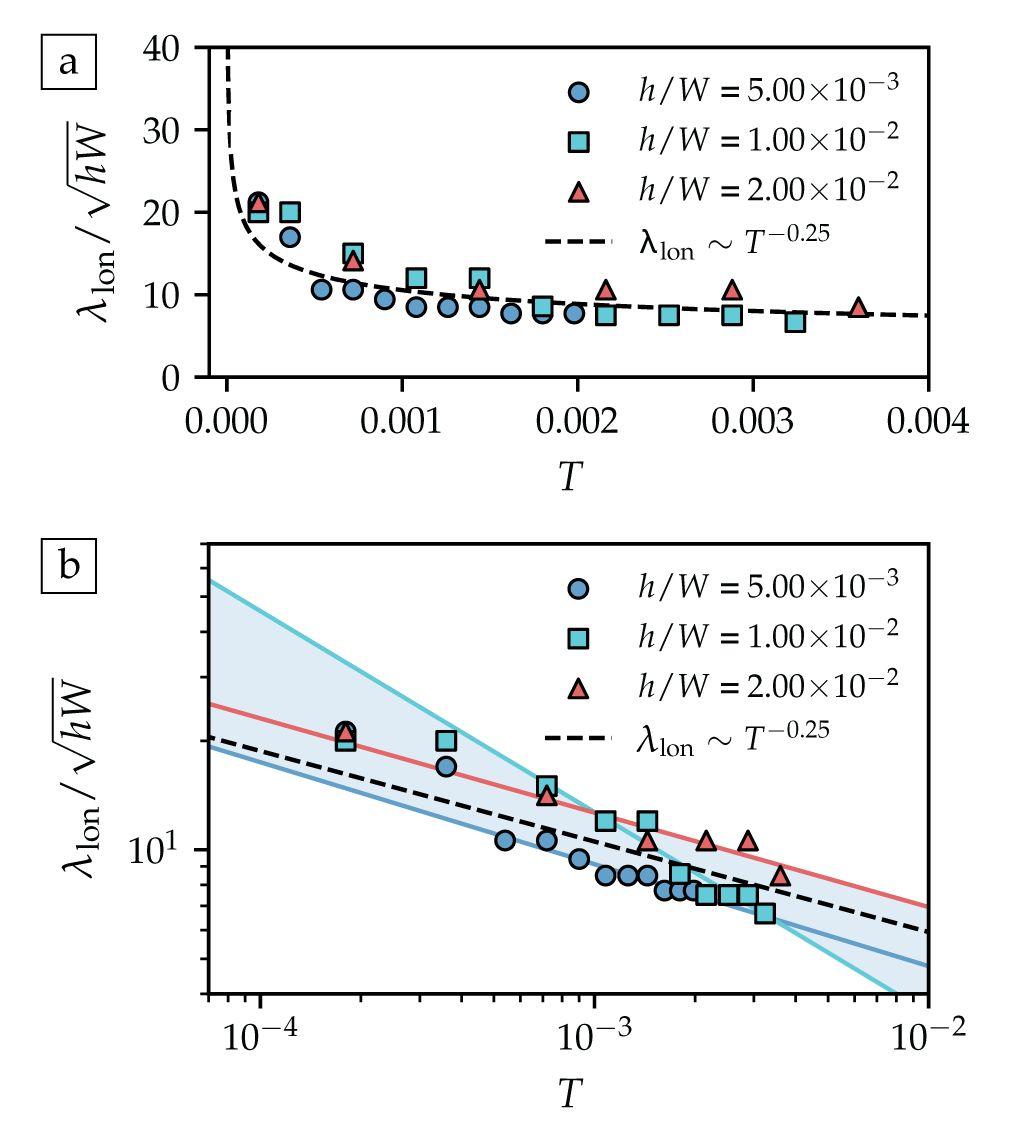 a
40
30
20
10
0
λlon/√hW
h/W = 5.00×10−3
h/W = 1.00×10−2
h/W = 2.00×10−2
λlon ∼ T−0.25
0.000 0.001 0.002 0.003 0.004
T
b
101
λlon/√hW
h/W = 5.00×10−3
h/W = 1.00×10−2
h/W = 2.00×10−2
λlon ∼ T−0.25
10−4 10−3 10−2
T